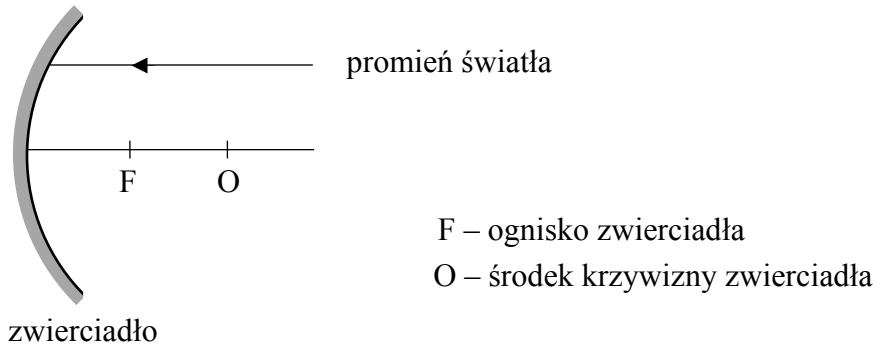 promień światła
F
O
F – ognisko zwierciadła
O – środek krzywizny zwierciadła
zwierciadło